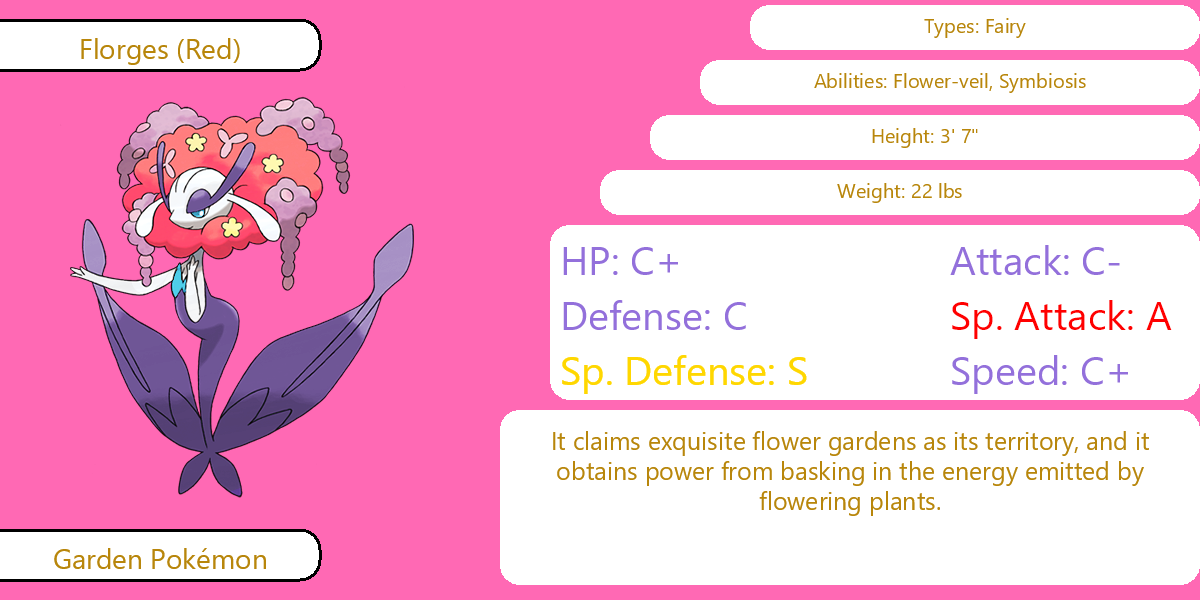 Florges (Red)
Types: Fairy
Abilities: Flower-veil, Symbiosis
Height: 3' 7"
Weight: 22 lbs
HP: C+
Attack: C-
Defense: C
Sp. Attack: A
Sp. Defense: S
Speed: C+
It claims exquisite flower gardens as its territory, and it
obtains power from basking in the energy emitted by
flowering plants.
Garden Pokémon